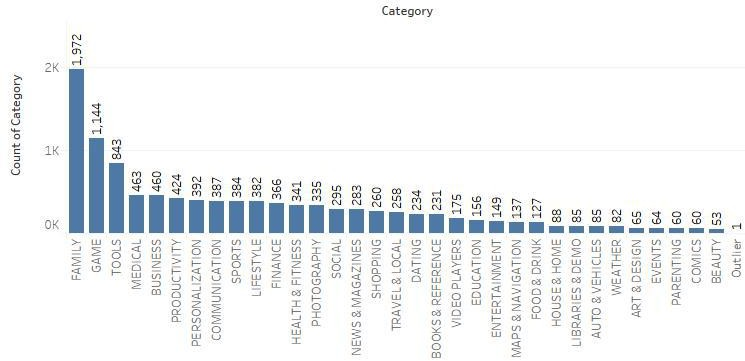 Category
Count of Category
2K
1K
0K
1,972
1,144
843
463
460
424
392
387
384
382
366
341
335
295
283
260
258
234
231
175
156
149
137
127
88
85
85
82
65
64
60
60
53
1
FAMILY
GAME
TOOLS
MEDICAL
BUSINESS
PRODUCTIVITY
PERSONALIZATION
COMMUNICATION
SPORTS
LIFESTYLE
FINANCE
HEALTH & FITNESS
PHOTOGRAPHY
SOCIAL
NEWS & MAGAZINES
SHOPPING
TRAVEL & LOCAL
DATING
BOOKS & REFERENCE
VIDEO PLAYERS
EDUCATION
ENTERTAINMENT
MAPS & NAVIGATION
FOOD & DRINK
HOUSE & HOME
LIBRARIES & DEMO
AUTO & VEHICLES
WEATHER
ART & DESIGN
EVENTS
PARENTING
COMICS
BEAUTY
Outlier